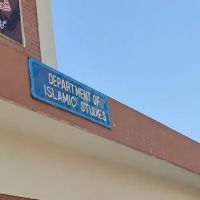 DEPARTMENT OF
ISLAMIC STUDIES